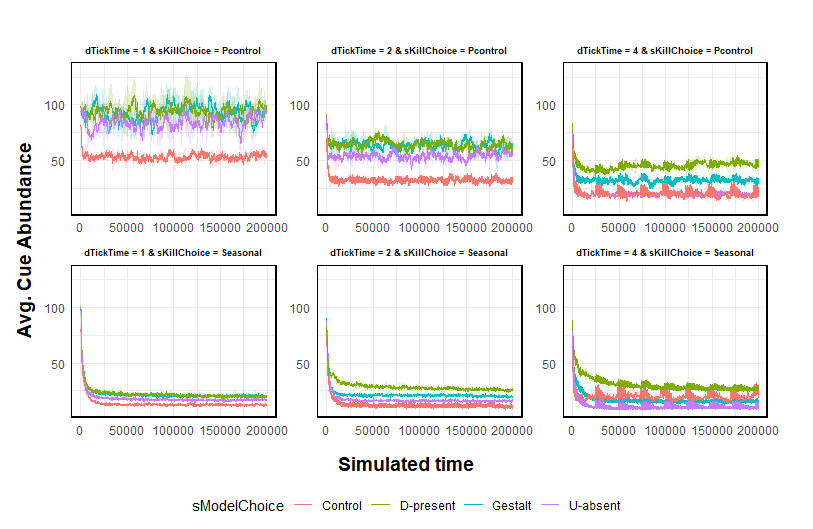 dTickTime = 1 & sKillChoice = Pcontrol
dTickTime = 2 & sKillChoice = Pcontrol
dTickTime = 4 & sKillChoice = Pcontrol
100
50
100
50
100
50
0 50000 100000 150000 200000
0 50000 100000 150000 200000
0 50000 100000 150000 200000
Avg. Cue Abundance
dTickTime = 1 & sKillChoice = Seasonal
dTickTime = 2 & sKillChoice = Seasonal
dTickTime = 4 & sKillChoice = Seasonal
100
50
100
50
100
50
0 50000 100000 150000 200000
0 50000 100000 150000 200000
0 50000 100000 150000 200000
Simulated time
sModelChoice Control D-present Gestalt U-absent